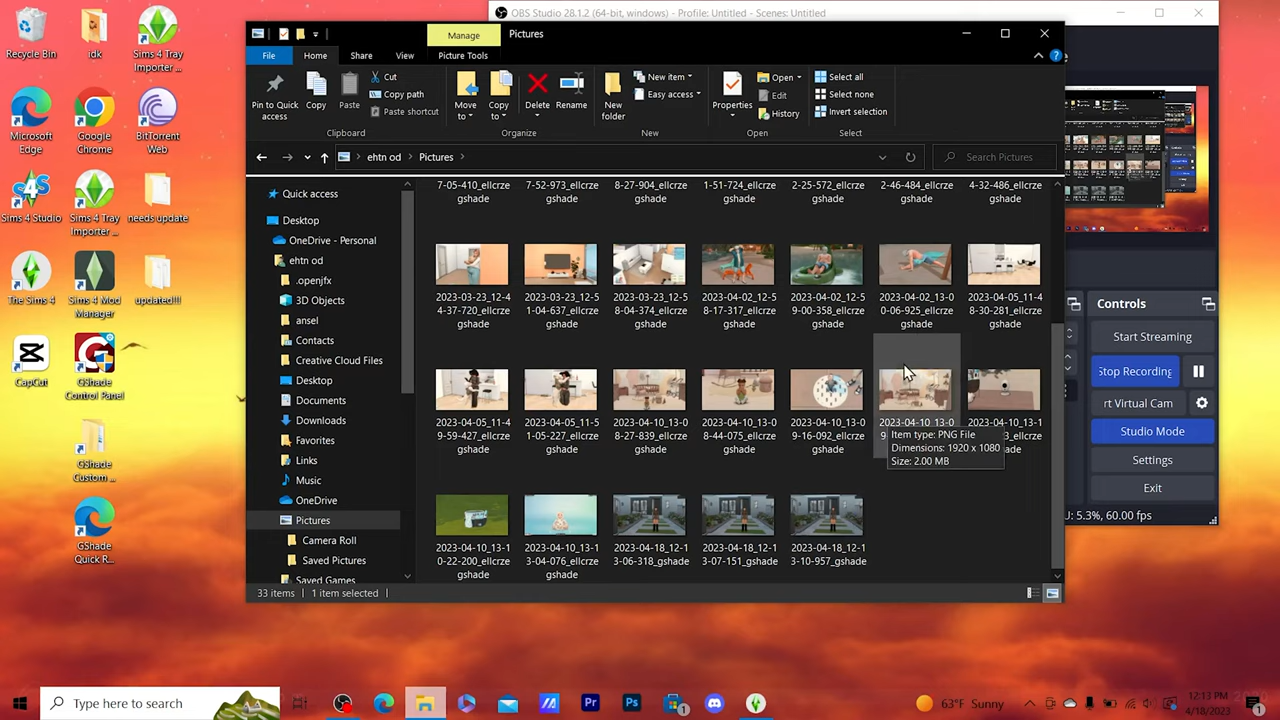 OBS Studio 28.1.2 (64-bit, windows) - Profile: Untitled - Scenes: Untitled
Manage
Pictures
File
Home
Share
View
Picture Tools
Pin to Quick access
Copy
Paste
Cut
Copy path
Paste shortcut
Clipboard
Move to
Copy to
Delete
Rename
Organize
New folder
New item
Easy access
New
Properties
Open
Edit
History
Open
Select all
Select none
Invert selection
Select
ehtn od
Pictures
Search Pictures
Quick access
Desktop
OneDrive - Personal
ehtn od
.openjfx
3D Objects
ansel
Contacts
Creative Cloud Files
Desktop
Documents
Downloads
Favorites
Links
Music
OneDrive
Pictures
Camera Roll
Saved Pictures
Saved Games
7-05-410_ellcrze gshade
7-52-973_ellcrze gshade
8-27-904_ellcrze gshade
1-51-724_ellcrze gshade
2-25-572_ellcrze gshade
2-46-484_ellcrze gshade
4-32-486_ellcrze gshade
2023-03-23_12-4 4-37-720_ellcrze gshade
2023-03-23_12-5 1-04-637_ellcrze gshade
2023-03-23_12-5 8-04-374_ellcrze gshade
2023-04-02_12-5 8-17-317_ellcrze gshade
2023-04-02_12-5 9-00-358_ellcrze gshade
2023-04-02_13-0 0-06-925_ellcrze gshade
2023-04-05_11-4 8-30-281_ellcrze gshade
2023-04-05_11-4 9-59-427_ellcrze gshade
2023-04-05_11-5 1-05-227_ellcrze gshade
2023-04-10_13-0 8-27-839_ellcrze gshade
2023-04-10_13-0 8-44-075_ellcrze gshade
2023-04-10_13-0 9-16-092_ellcrze gshade
2023-04-10_13-0
Item type: PNG File
Dimensions: 1920 x 1080
Size: 2.00 MB
2023-04-10_13-1 0-22-200_ellcrze gshade
2023-04-10_13-1 3-04-076_ellcrze gshade
2023-04-18_12-1 3-06-318_gshade
2023-04-18_12-1 3-07-151_gshade
2023-04-18_12-1 3-10-957_gshade
33 items
1 item selected
Controls
Start Streaming
Stop Recording
rt Virtual Cam
Studio Mode
Settings
Exit
U: 5.3%, 60.00 fps
Recycle Bin
idk
Sims 4 Tray Importer ...
Microsoft Edge
Google Chrome
BitTorrent Web
Sims 4 Studio
Sims 4 Tray Importer ...
needs update
The Sims 4
Sims 4 Mod Manager
updated!!!
CapCut
GShade Control Panel
GShade Custom ...
GShade Quick R...
Type here to search
63°F Sunny
12:13 PM
4/18/2023